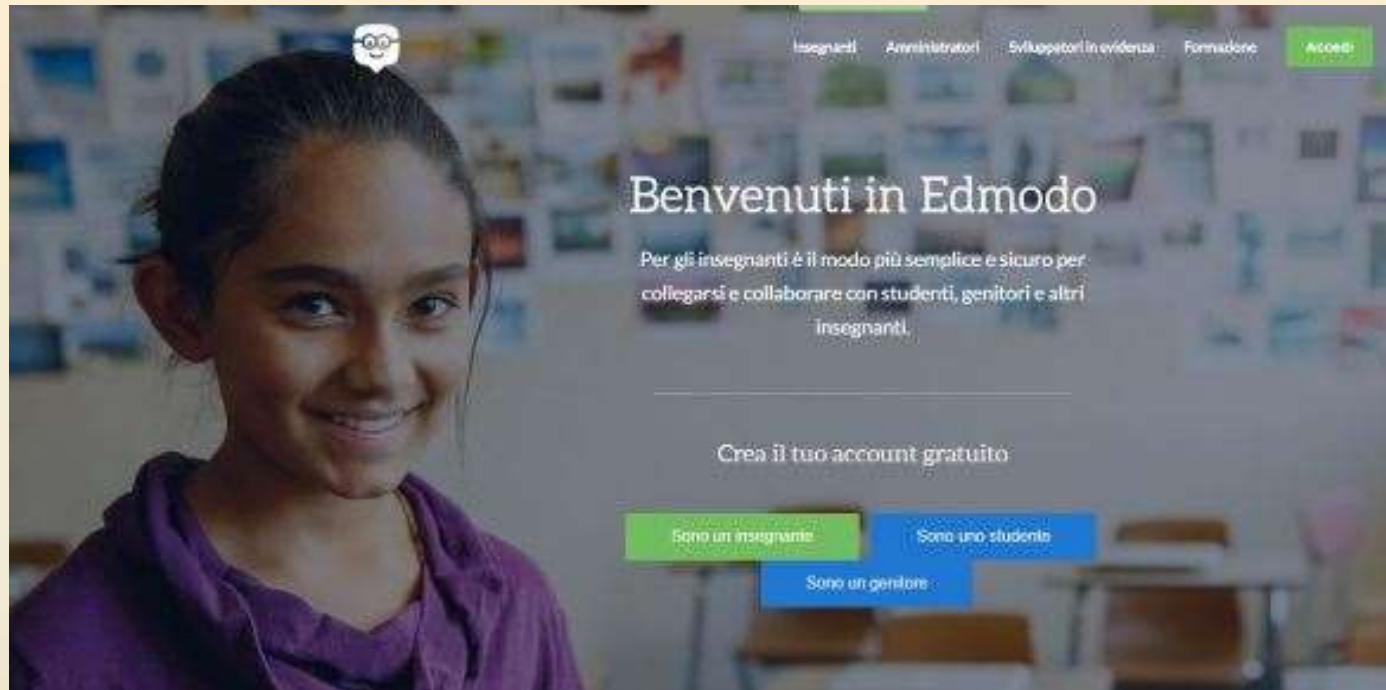 Insegnanti Amministratori Sviluppatori in evidenza Formazione Accedi
Benvenuti in Edmodo
Per gli insegnanti è il modo più semplice e sicuro per
collegarsi e collaborare con studenti, genitori e altri
insegnanti.
Crea il tuo account gratuito
Sono un insegnante Sono uno studente
Sono un genitore